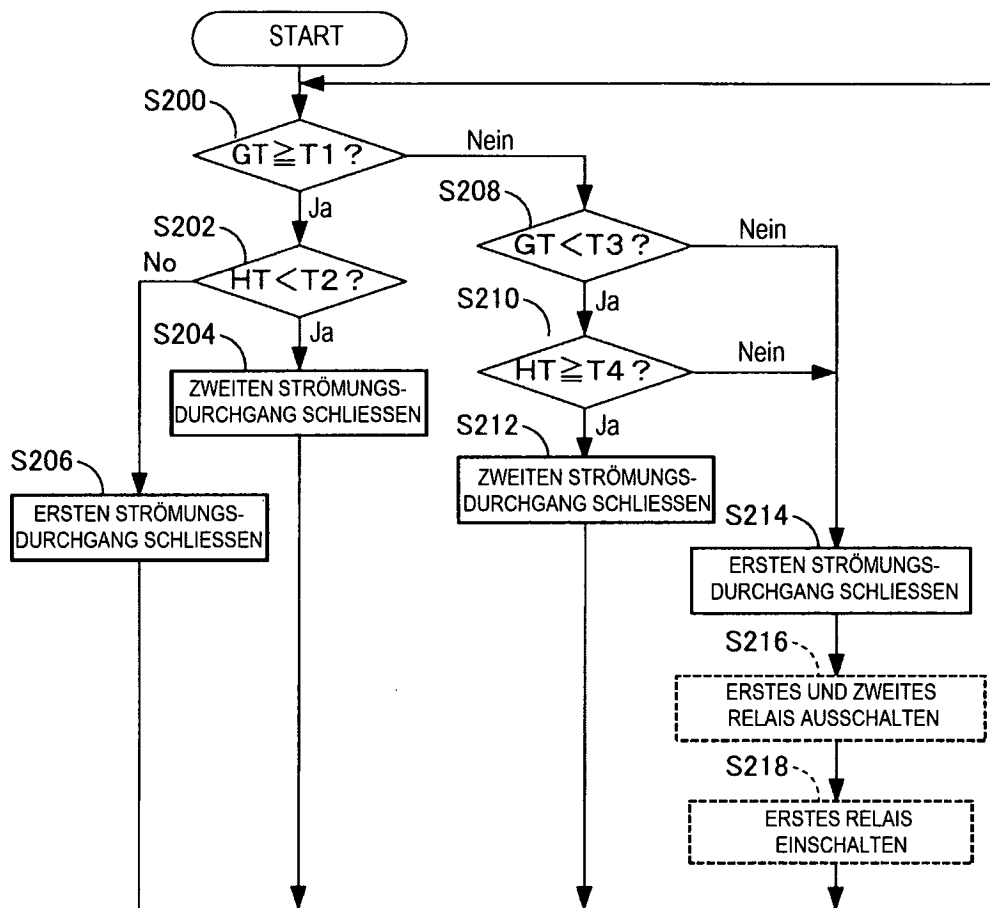 START
S200
GT≧T1?
Nein
Ja
S208
GT<T3?
Nein
S202
No
HT<T2?
Ja
Ja
S210
HT≧T4?
Nein
S204
ZWEITEN STRÖMUNGS-
DURCHGANG SCHLIESSEN
Ja
S212
ZWEITEN STRÖMUNGS-
DURCHGANG SCHLIESSEN
S206
ERSTEN STRÖMUNGS-
DURCHGANG SCHLIESSEN
S214
ERSTEN STRÖMUNGS-
DURCHGANG SCHLIESSEN
S216
ERSTES UND ZWEITES
RELAIS AUSSCHALTEN
S218
ERSTES RELAIS
EINSCHALTEN